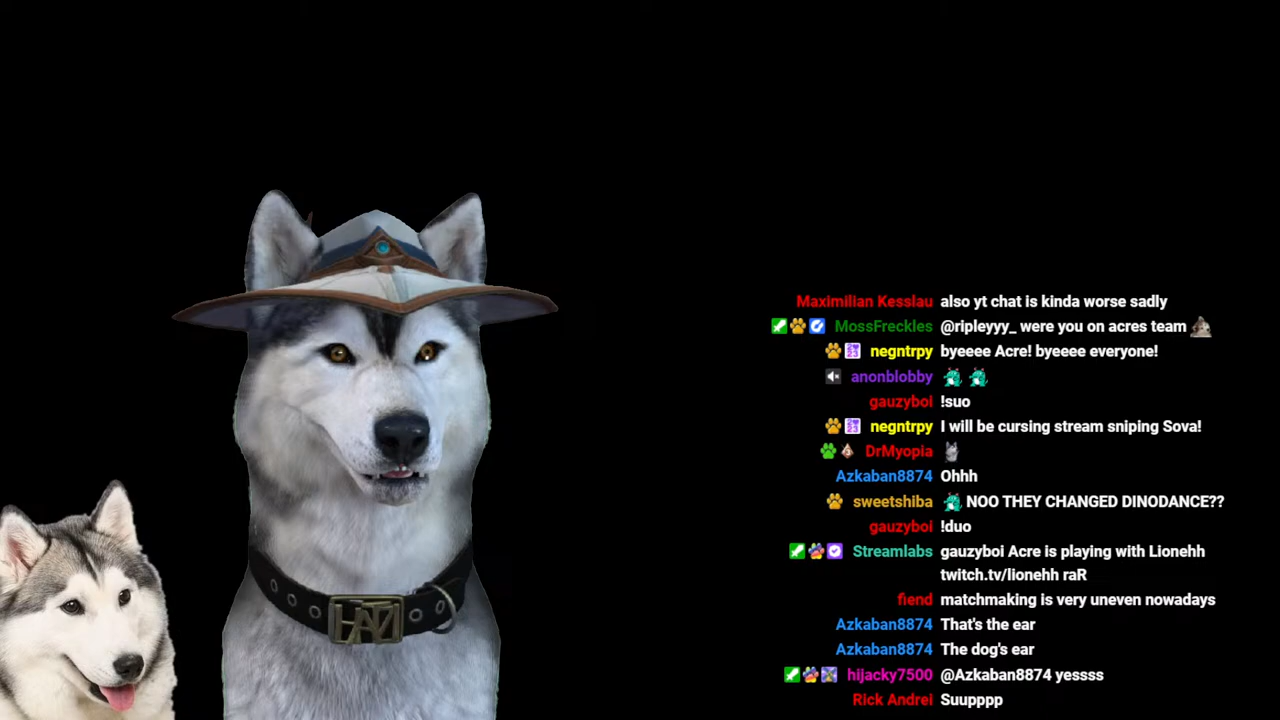 Maximilian Kesslau also yt chat is kinda worse sadly
MossFreckles @ripleyyy_ were you on acres team
negntrpy byeeee Acre! byeeee everyone!
anonblobby
gauzyboi !suo
negntrpy I will be cursing stream sniping Sova!
DrMyopia
Azkaban8874 Ohhh
sweetshiba NOO THEY CHANGED DINODANCE??
gauzyboi !duo
Streamlabs gauzyboi Acre is playing with Lionehh
twitch.tv/lionehh raR
fiend matchmaking is very uneven nowadays
Azkaban8874 That's the ear
Azkaban8874 The dog's ear
hijacky7500 @Azkaban8874 yessss
Rick Andrei Suupppp